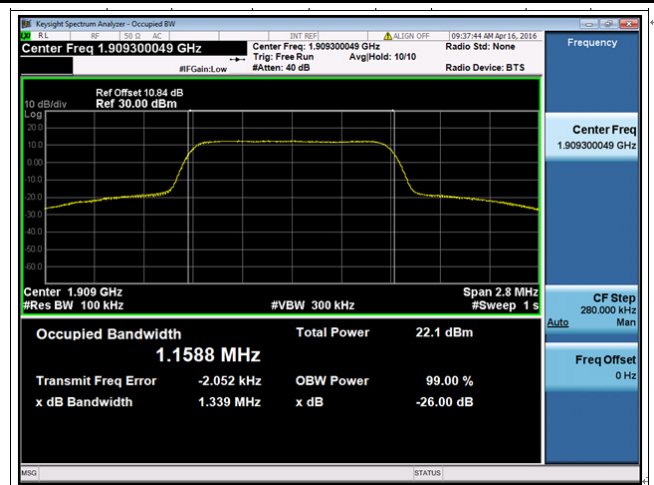 Keysight Spectrum Analyzer - Occupied BW
RL RF 50 Ω AC INT REF ALIGN OFF 09:37:44 AM Apr 16, 2016
Center Freq 1.909300049 GHz
Center Freq: 1.909300049 GHz
Radio Std: None
Trig: Free Run Avg|Hold: 10/10
#IFGain:Low #Atten: 40 dB Radio Device: BTS
Ref Offset 10.84 dB
10 dB/div Ref 30.00 dBm
Log
20.0
10.0
0.00
-10.0
-20.0
-30.0
-40.0
-50.0
-60.0
Center 1.909 GHz Span 2.8 MHz
#Res BW 100 kHz #VBW 300 kHz #Sweep 1 s
Occupied Bandwidth Total Power 22.1 dBm
1.1588 MHz
Transmit Freq Error -2.052 kHz OBW Power 99.00 %
x dB Bandwidth 1.339 MHz x dB -26.00 dB
MSG STATUS
Frequency
Center Freq
1.909300049 GHz
CF Step
280.000 kHz
Auto Man
Freq Offset
0 Hz